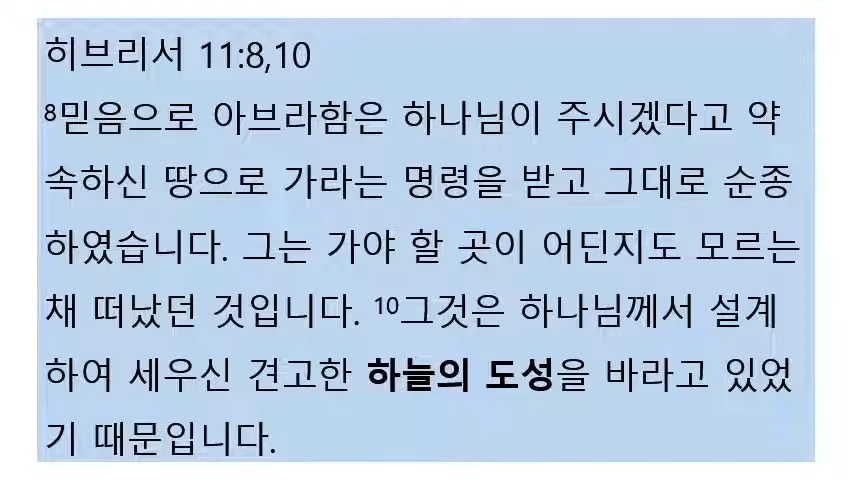 히브리서 11:8,10
⁸믿음으로 아브라함은 하나님이 주시겠다고 약
속하신 땅으로 가라는 명령을 받고 그대로 순종
하였습니다. 그는 가야 할 곳이 어딘지도 모르는
채 떠났던 것입니다. ¹⁰그것은 하나님께서 설계
하여 세우신 견고한 하늘의 도성을 바라고 있었
기 때문입니다.